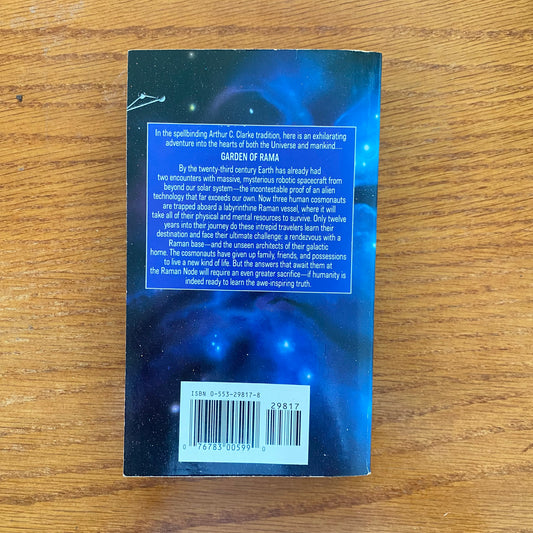 In the spellbinding Arthur C. Clarke tradition, here is an exhilarating
adventure into the hearts of both the Universe and mankind....
GARDEN OF RAMA
By the twenty-third century Earth has already had
two encounters with massive, mysterious robotic spacecraft from
beyond our solar system—the incontestable proof of an alien
technology that far exceeds our own. Now three human cosmonauts
are trapped aboard a labyrinthine Raman vessel, where it will
take all of their physical and mental resources to survive. Only twelve
years into their journey do these intrepid travelers learn their
destination and face their ultimate challenge: a rendezvous with a
Raman base—and the unseen architects of their galactic
home. The cosmonauts have given up family, friends, and possessions
to live a new kind of life. But the answers that await them at
the Raman Node will require an even greater sacrifice—if humanity is
indeed ready to learn the awe-inspiring truth.
ISBN 0-553-29817-8
29817
0 76783 00599 0